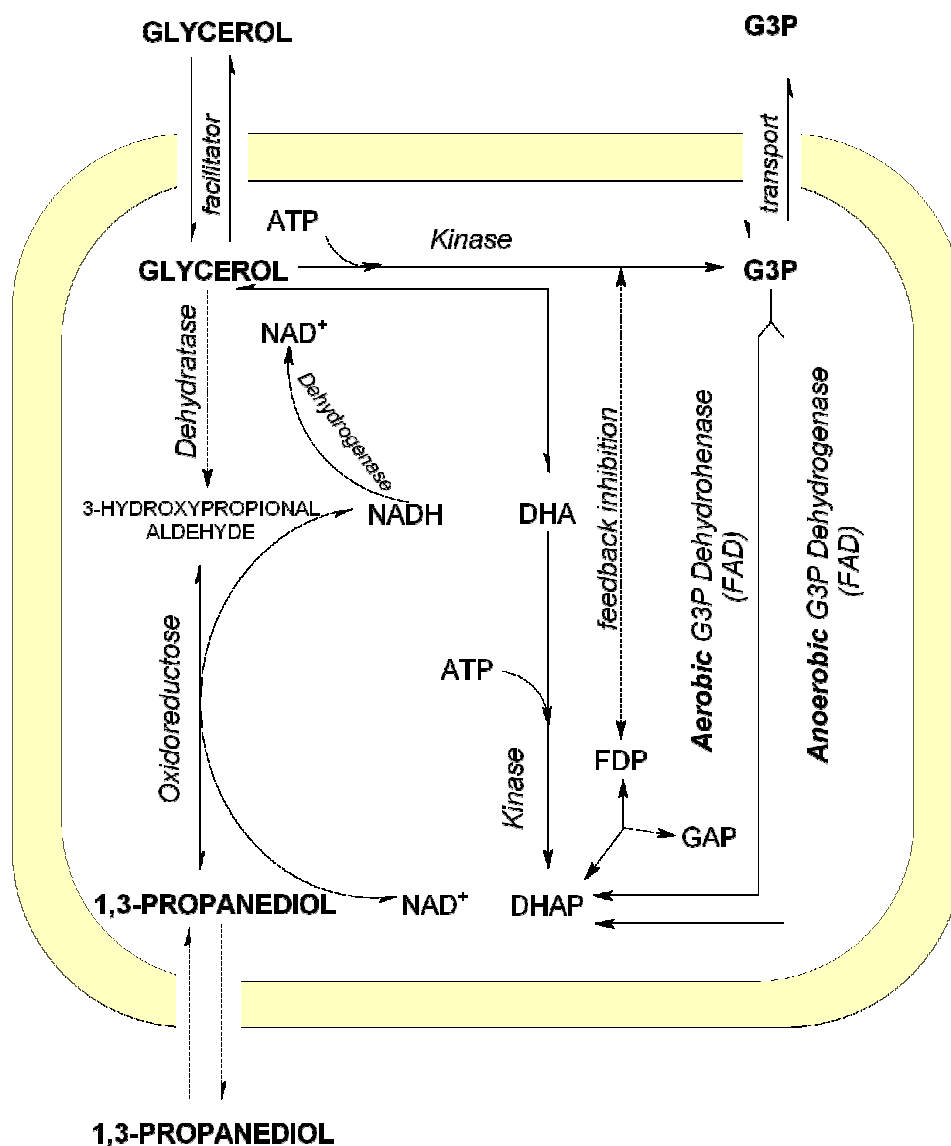 GLYCEROL
G3P
facilitator
transport
ATP
Kinase
GLYCEROL
G3P
NAD+
Dehydratase
Dehydrogenase
3-HYDROXYPROPIONAL
ALDEHYDE
NADH
DHA
feedback inhibition
Aerobic G3P Dehydrohenase
(FAD)
Anoerobic G3P Dehydrogenase
(FAD)
Oxidoreductose
ATP
Kinase
FDP
GAP
1,3-PROPANEDIOL
NAD+
DHAP
1,3-PROPANEDIOL